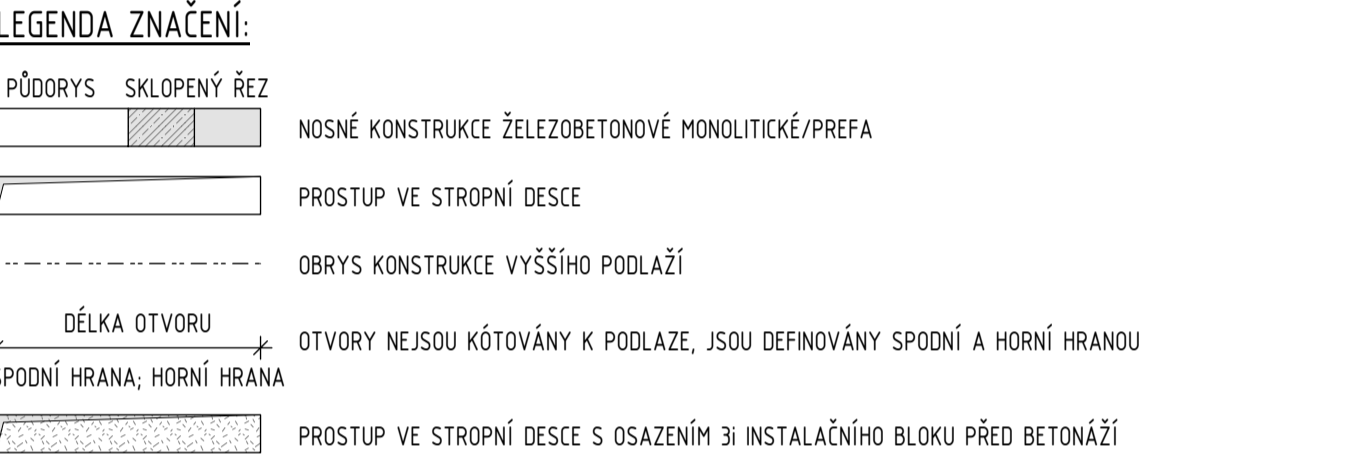 LEGENDA ZNAČENÍ:
PŮDORYS SKLOPENÝ ŘEZ
NOSNÉ KONSTRUKCE ŽELEZOBETONOVÉ MONOLITICKÉ/PREFA
PROSTUP VE STROPNÍ DESCE
OBRYS KONSTRUKCE VYŠŠÍHO PODLAŽÍ
DÉLKA OTVORU
OTVORY NEJSOU KÓTOVÁNY K PODLAZE, JSOU DEFINOVÁNY SPODNÍ A HORNÍ HRANOU
SPODNÍ HRANA; HORNÍ HRANA
PROSTUP VE STROPNÍ DESCE S OSAZENÍM 3i INSTALAČNÍHO BLOKU PŘED BETONÁŽÍ